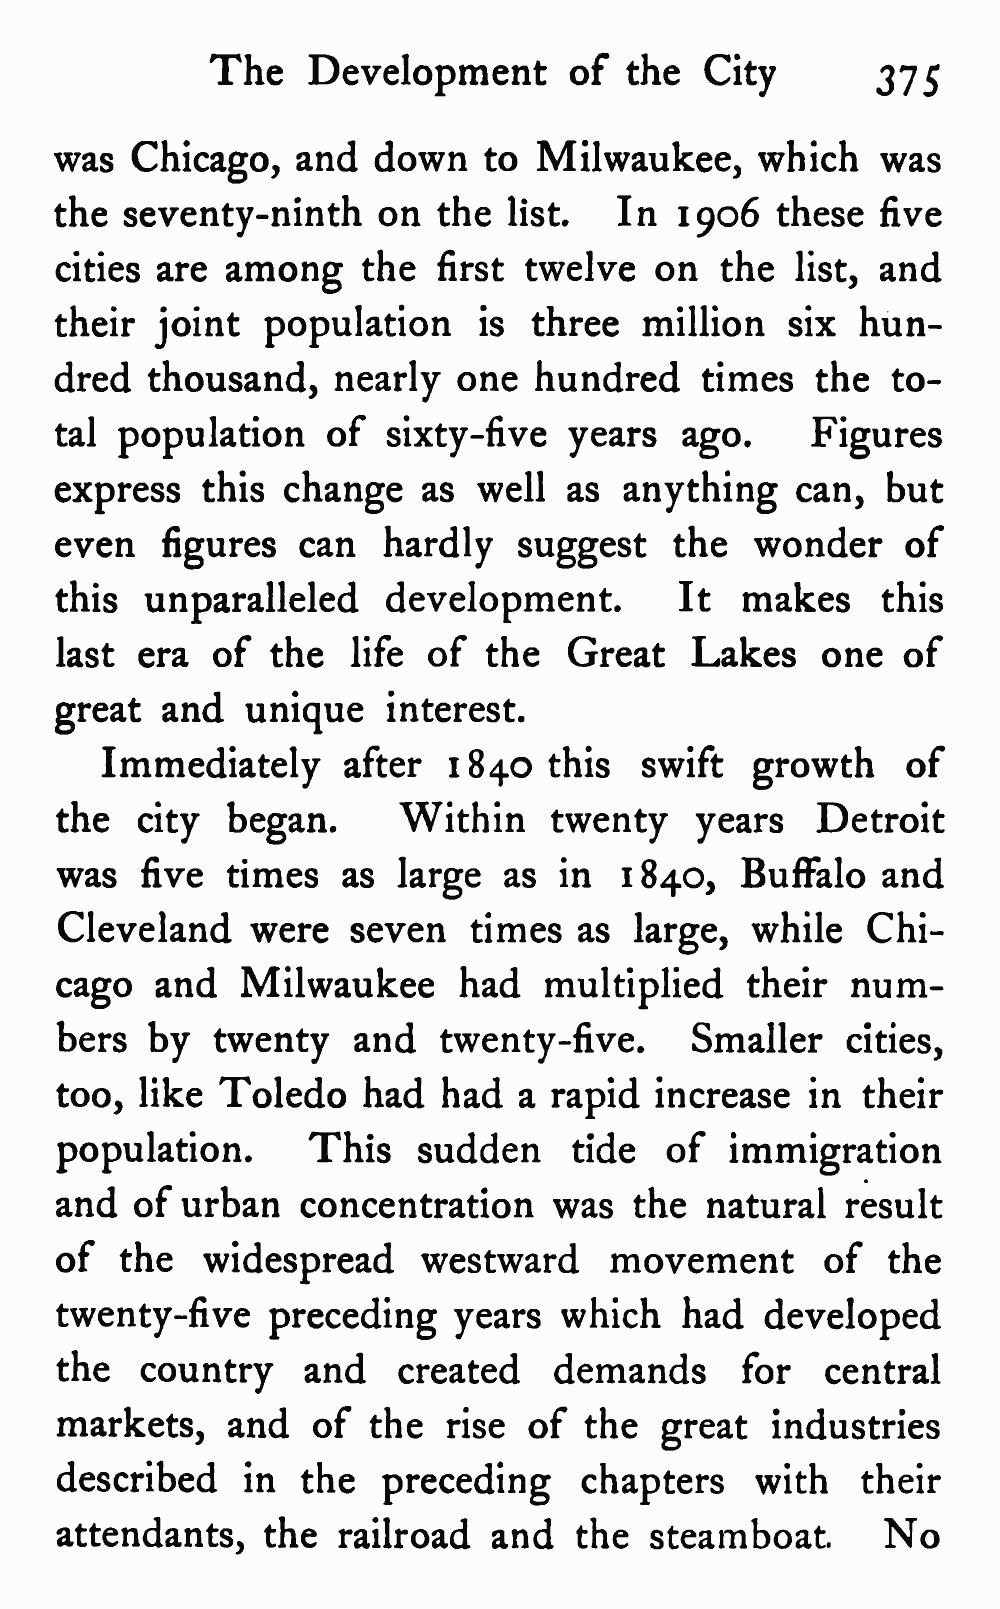 The Development of the City 375
was Chicago, and down to Milwaukee, which was
the seventy-ninth on the list. In 1906 these five
cities are among the first twelve on the list, and
their joint population is three million six hun-
dred thousand, nearly one hundred times the to-
tal population of sixty-five years ago. Figures
express this change as well as anything can, but
even figures can hardly suggest the wonder of
this unparalleled development. It makes this
last era of the life of the Great Lakes one of
great and unique interest.
Immediately after 1840 this swift growth of
the city began. Within twenty years Detroit
was five times as large as in 1840, Buffalo and
Cleveland were seven times as large, while Chi-
cago and Milwaukee had multiplied their num-
bers by twenty and twenty-five. Smaller cities,
too, like Toledo had had a rapid increase in their
population. This sudden tide of immigration
and of urban concentration was the natural result
of the widespread westward movement of the
twenty-five preceding years which had developed
the country and created demands for central
markets, and of the rise of the great industries
described in the preceding chapters with their
attendants, the railroad and the steamboat. No